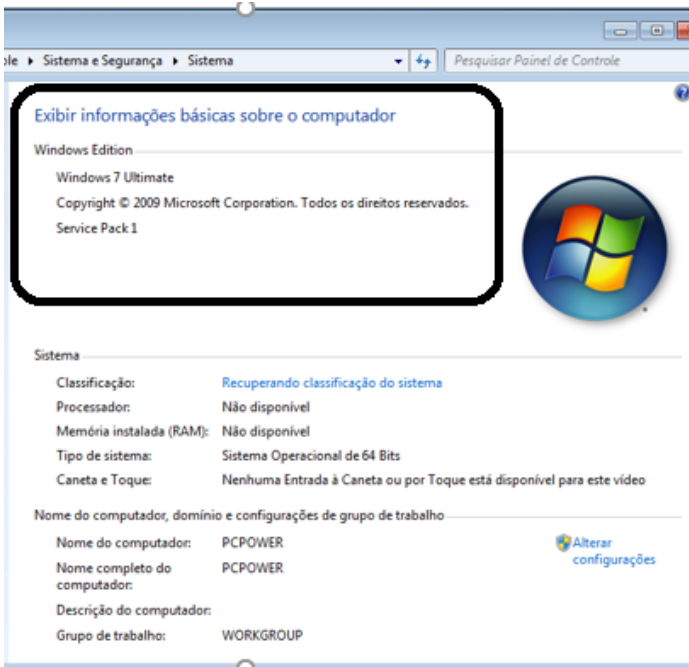 ole ▸ Sistema e Segurança ▸ Sistema
Pesquisar Painel de Controle
Exibir informações básicas sobre o computador
Windows Edition
Windows 7 Ultimate
Copyright © 2009 Microsoft Corporation. Todos os direitos reservados.
Service Pack 1
Sistema
Classificação: Recuperando classificação do sistema
Processador: Não disponível
Memória instalada (RAM): Não disponível
Tipo de sistema: Sistema Operacional de 64 Bits
Caneta e Toque: Nenhuma Entrada à Caneta ou por Toque está disponível para este vídeo
Nome do computador, domínio e configurações de grupo de trabalho
Nome do computador: PCPOWER
Alterar
configurações
Nome completo do
computador:
PCPOWER
Descrição do computador:
Grupo de trabalho: WORKGROUP